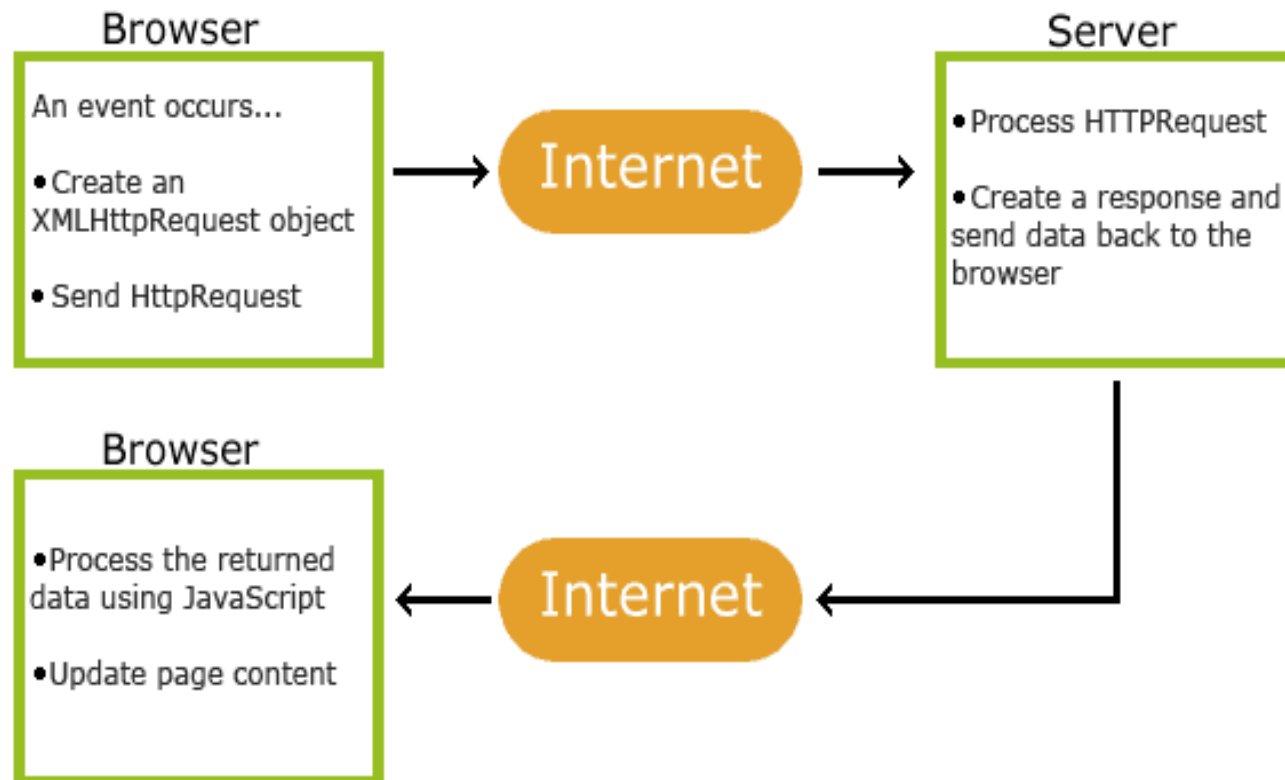 Browser
An event occurs...
•Create an
XMLHttpRequest object
• Send HttpRequest
Internet
Server
•Process HTTPRequest
•Create a response and
send data back to the
browser
Browser
•Process the returned
data using JavaScript
•Update page content
Internet